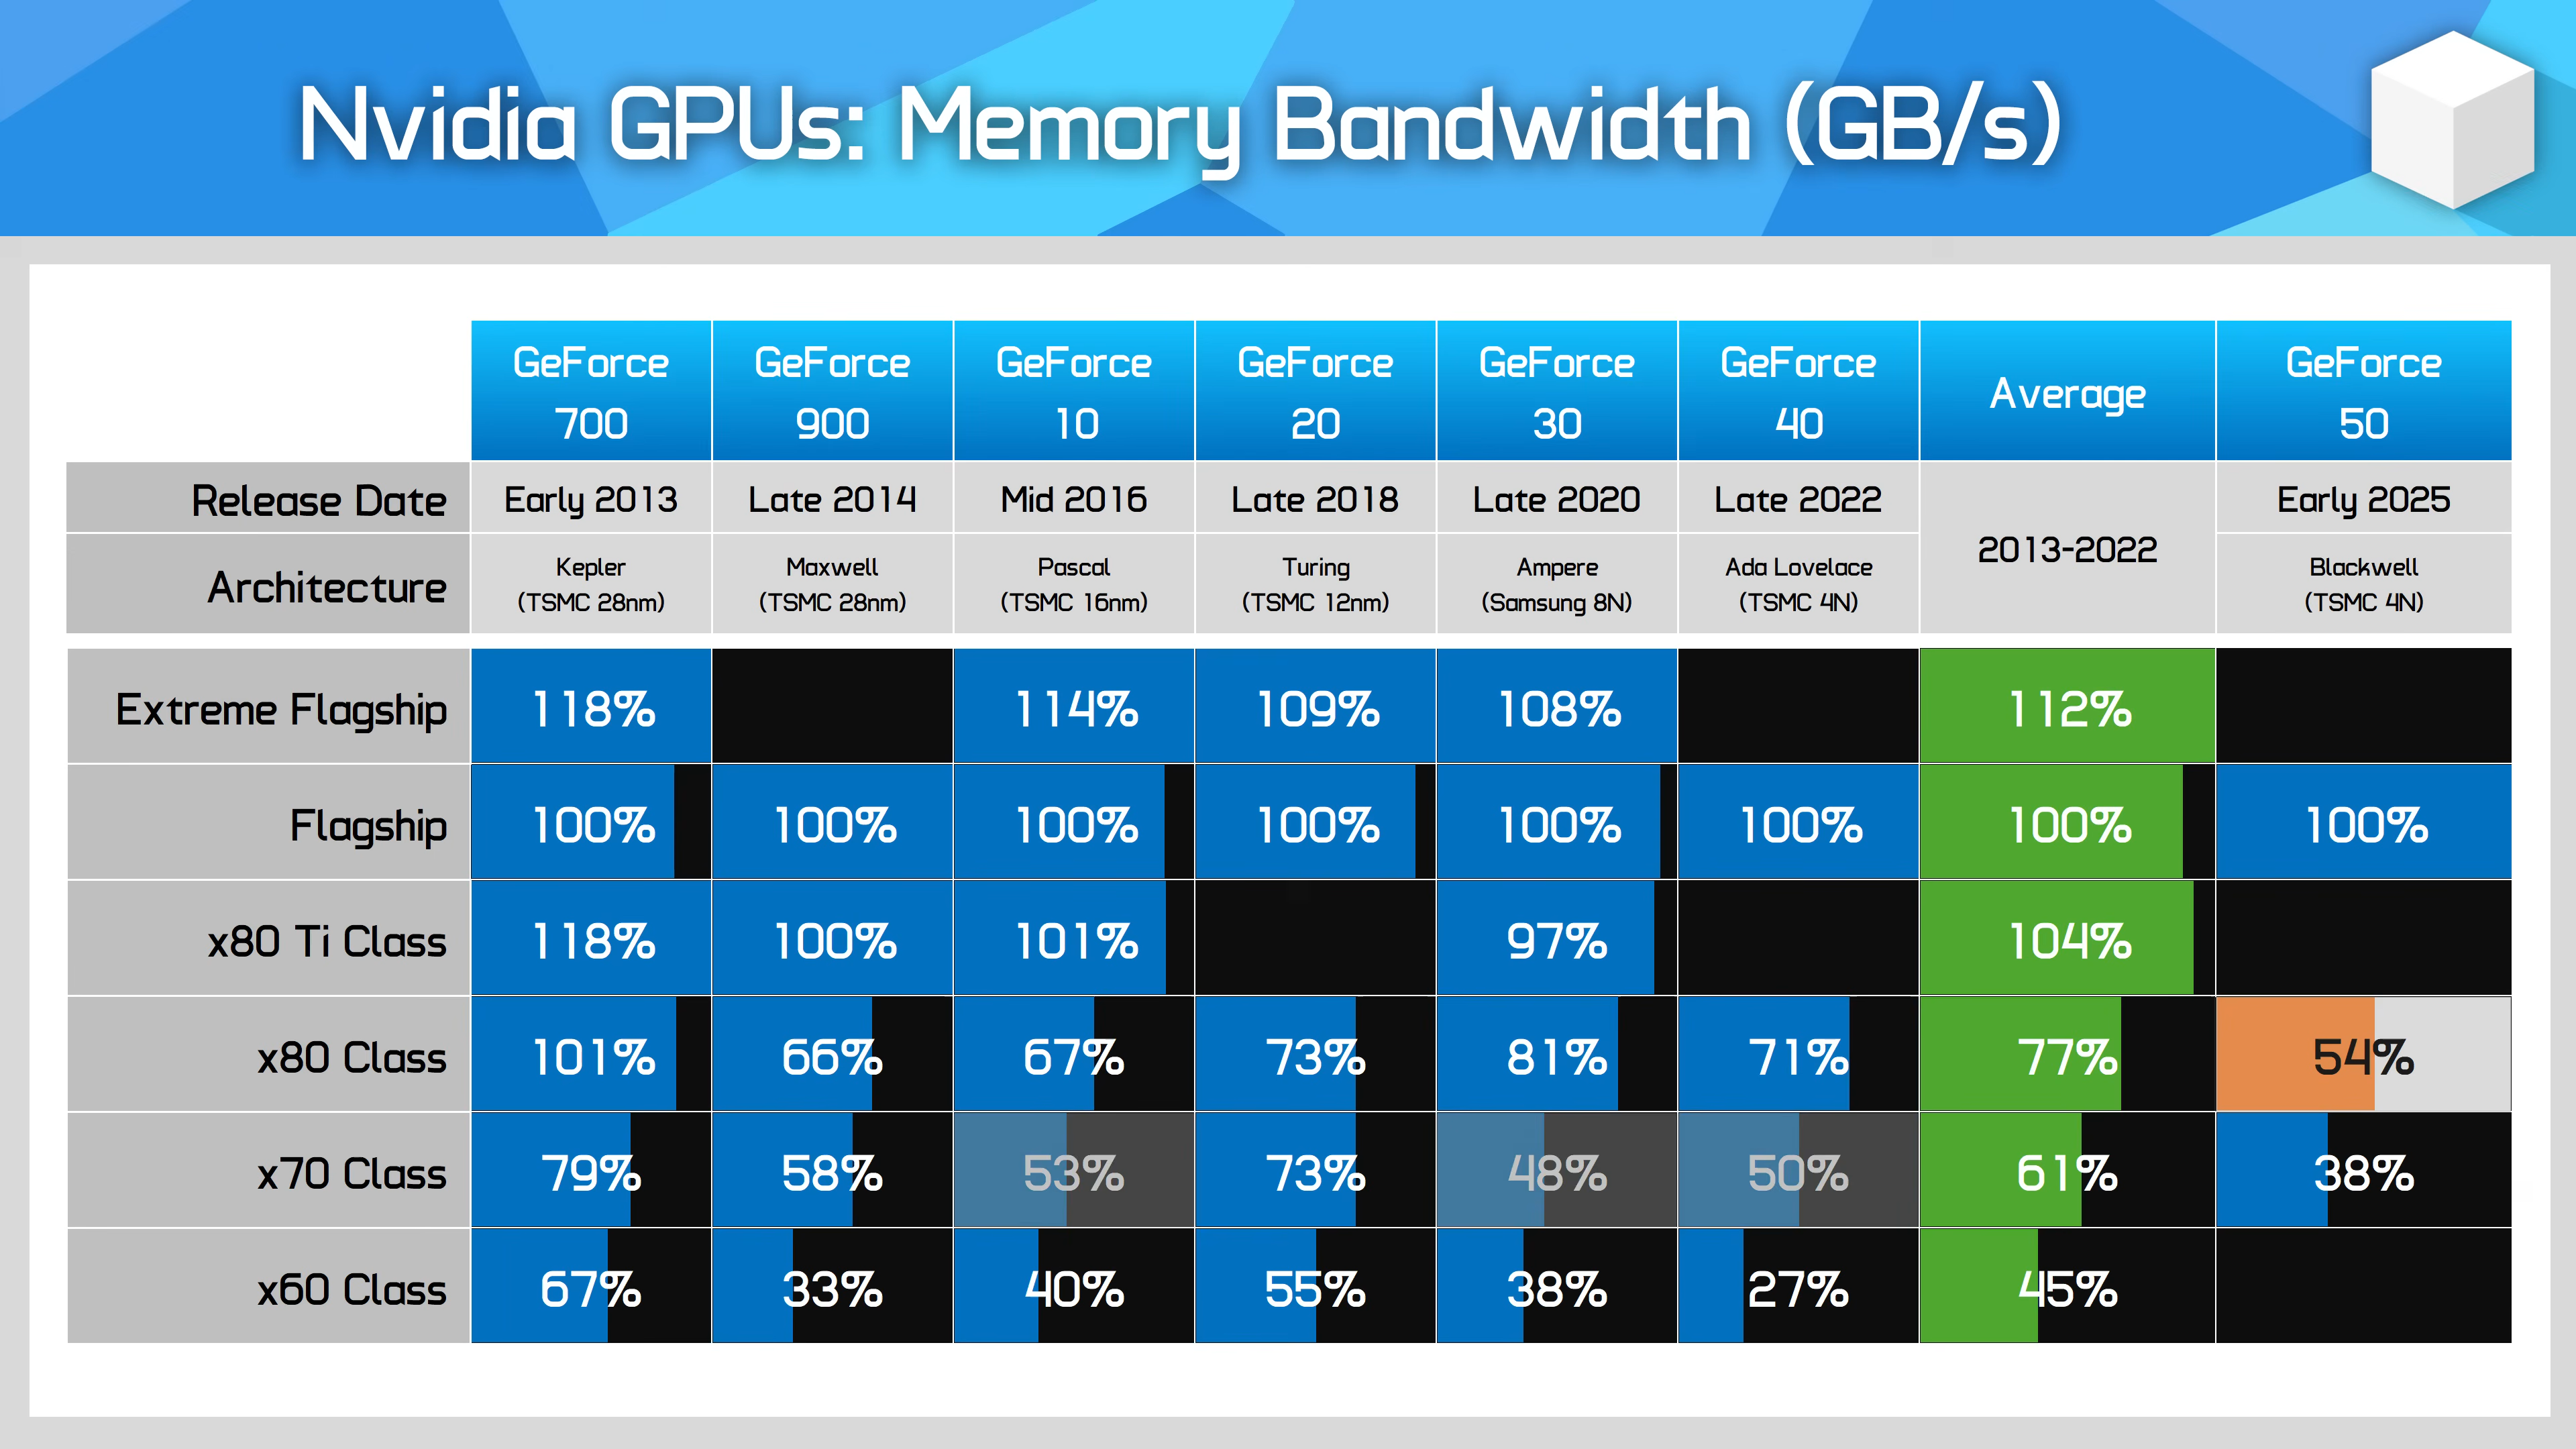 Nvidia GPUs: Memory Bandwidth (GB/s)
GeForce 700 GeForce 900 GeForce 10 GeForce 20 GeForce 30 GeForce 40 Average GeForce 50
Release Date Early 2013 Late 2014 Mid 2016 Late 2018 Late 2020 Late 2022 2013-2022 Early 2025
Architecture Kepler (TSMC 28nm) Maxwell (TSMC 28nm) Pascal (TSMC 16nm) Turing (TSMC 12nm) Ampere (Samsung 8N) Ada Lovelace (TSMC 4N) Blackwell (TSMC 4N)
Extreme Flagship 118% 114% 109% 108% 112%
Flagship 100% 100% 100% 100% 100% 100% 100% 100%
x80 Ti Class 118% 100% 101% 97% 104%
x80 Class 101% 66% 67% 73% 81% 71% 77% 54%
x70 Class 79% 58% 53% 73% 48% 50% 61% 38%
x60 Class 67% 33% 40% 55% 38% 27% 45%